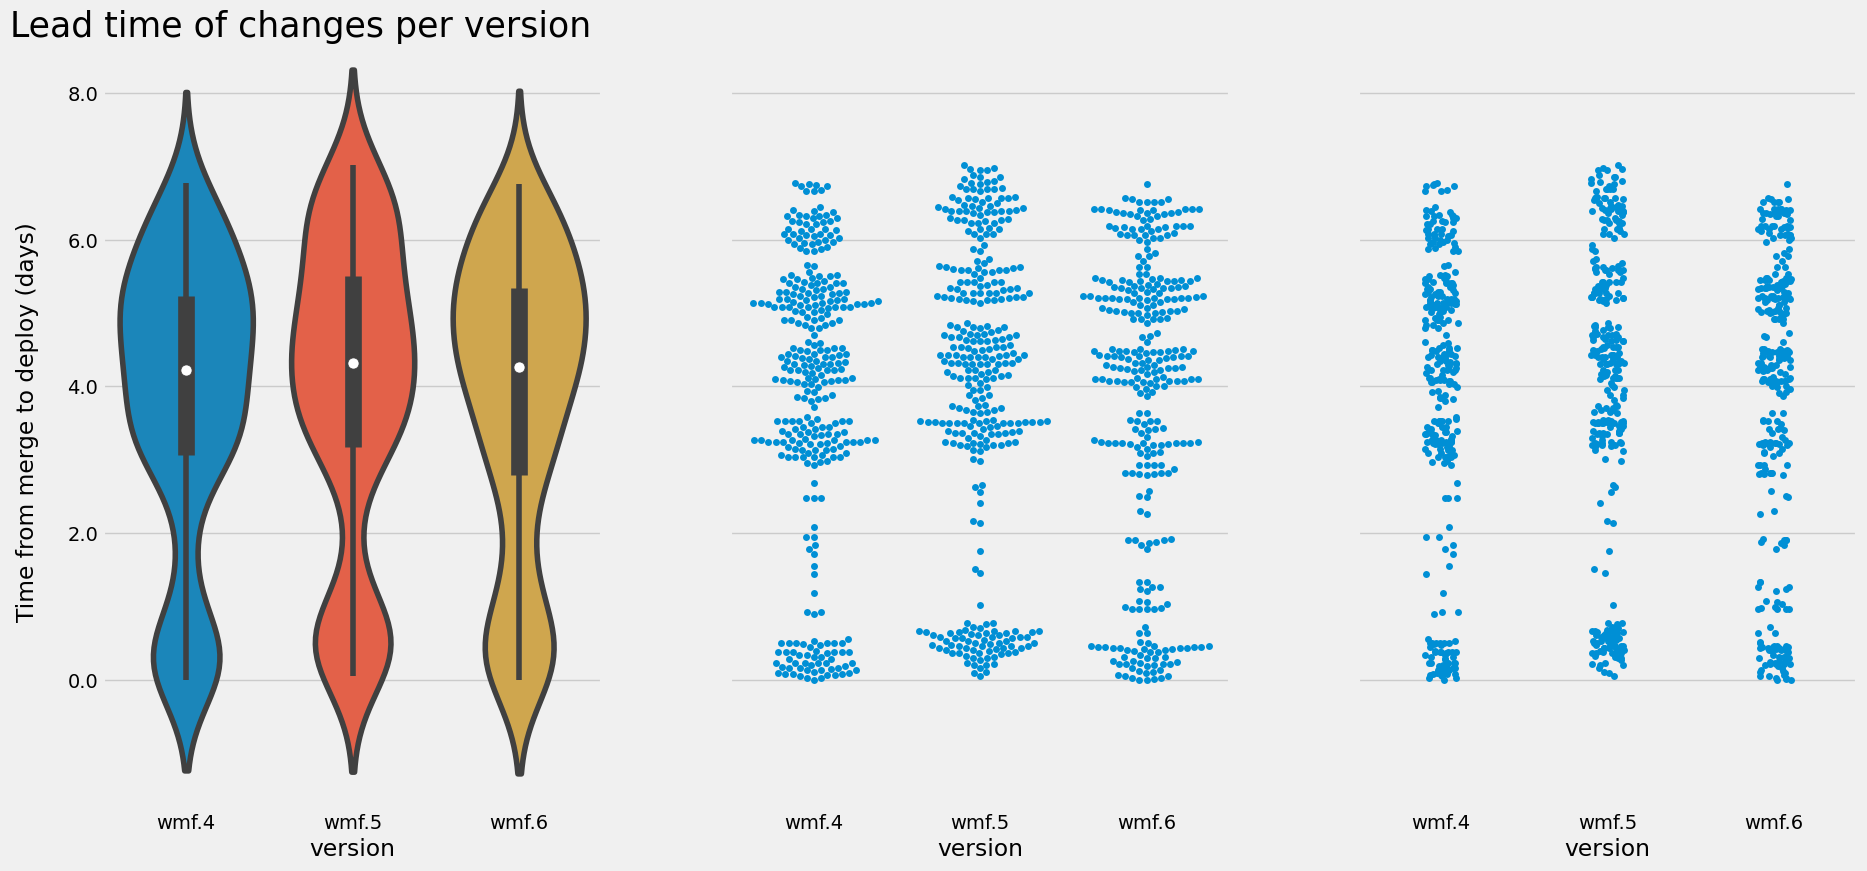 Lead time of changes per version
Time from merge to deploy (days)
8.0
6.0
4.0
2.0
0.0
wmf.4 wmf.5 wmf.6
version
wmf.4 wmf.5 wmf.6
version
wmf.4 wmf.5 wmf.6
version